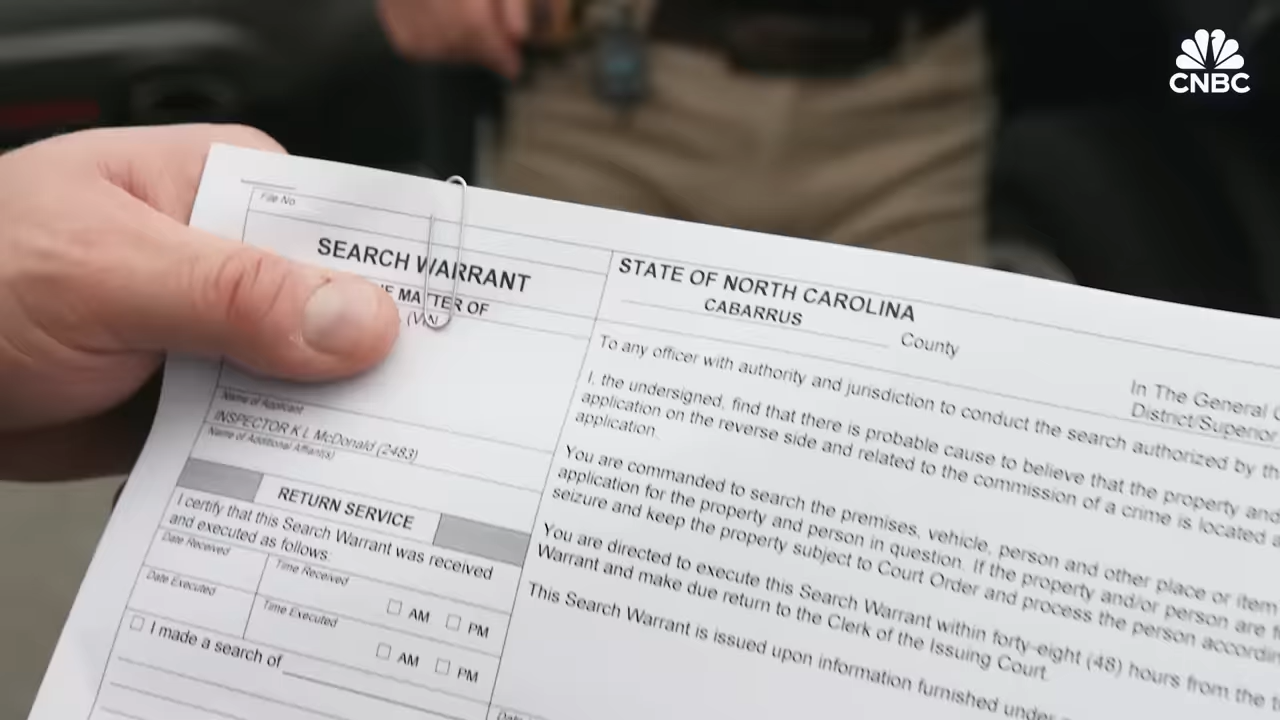 CNBC
File No.
SEARCH WARRANT
MATTER OF
(VIN
Name of Applicant
INSPECTOR K L McDonald (2483)
Name of Additional Affiant(s)
RETURN SERVICE
I certify that this Search Warrant was received
and executed as follows:
Date Received
Time Received
AM
PM
Date Executed
Time Executed
AM
PM
I made a search of
STATE OF NORTH CAROLINA
CABARRUS
County
In The General
District/Superior
To any officer with authority and jurisdiction to conduct the search authorized by
I, the undersigned, find that there is probable cause to believe that the property and
application on the reverse side and related to the commission of a crime is located
application.
You are commanded to search the premises, vehicle, person and other place or item
application for the property and person in question. If the property and/or person are
seizure and keep the property subject to Court Order and process the person
You are directed to execute this Search Warrant within forty-eight (48) hours from the
Warrant and make due return to the Clerk of the Issuing Court.
This Search Warrant is issued upon information furnished under